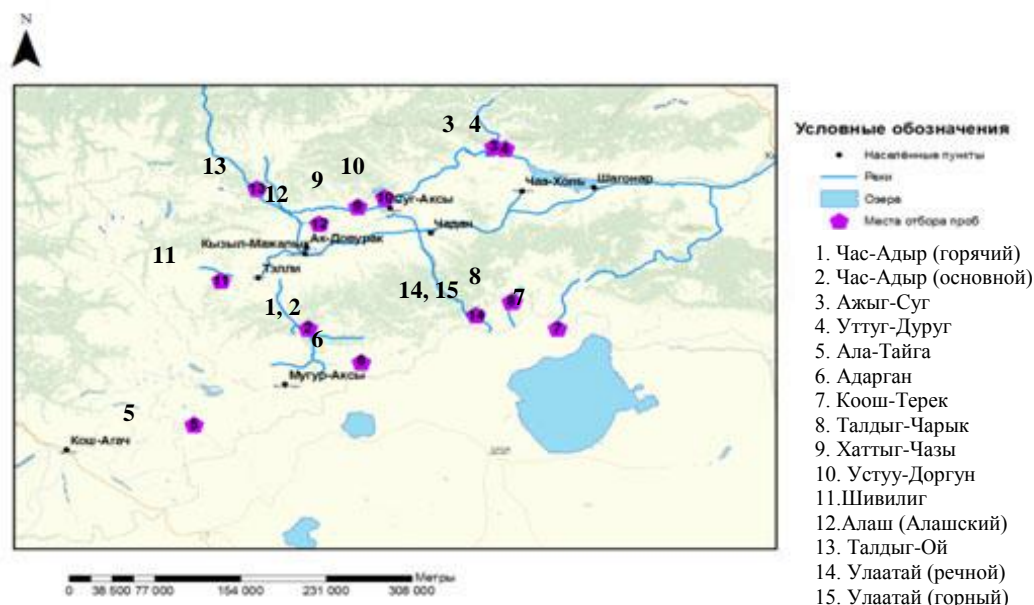 N
3 4
13
10
9
12
Суг-Аксы
Чаа-Холь
Шагонар
Чадан
Ак-Довурак
Кызыл-Мажалык
Тэлли
11
8
14, 15
7
1, 2
6
Мугур-Аксы
5
Кош-Агач
Метры
0 38 500 77 000 154 000 231 000 308 000
Условные обозначения
Населённые пункты
Реки
Озера
Места отбора проб
1. Час-Адыр (горячий)
2. Час-Адыр (основной)
3. Ажыг-Суг
4. Уттуг-Дуруг
5. Ала-Тайга
6. Адарган
7. Коош-Терек
8. Талдыг-Чарык
9. Хаттыг-Чазы
10. Устуу-Доргун
11.Шивилиг
12.Алаш (Алашский)
13. Талдыг-Ой
14. Улаатай (речной)
15. Улаатай (горный)